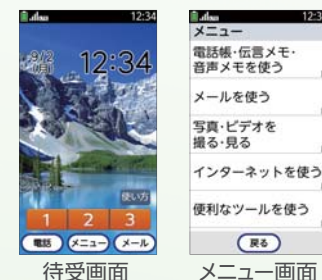 12:34
9/2
(月)
12:34
使い方
1 2 3
電話 メニュー メール
待受画面
12:3
メニュー
電話帳・伝言メモ・
音声メモを使う
メールを使う
写真・ビデオを
撮る・見る
インターネットを使う
便利なツールを使う
戻る
メニュー画面